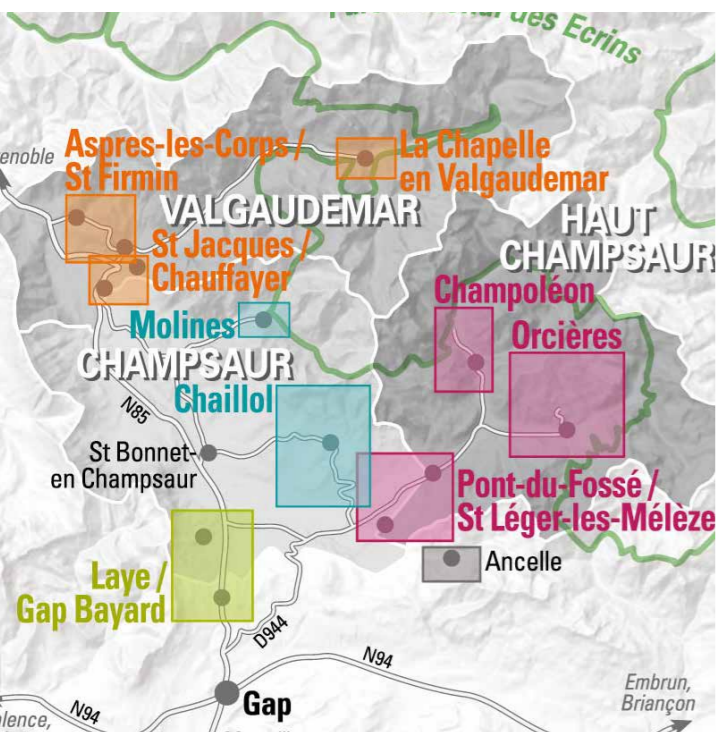 des Ecrins
enoble
Aspres-les-Corps /
St Firmin
La Chapelle
en Valgaudemar
VALGAUDEMAR
HAUT
CHAMPSAUR
St Jacques /
Chauffayer
Champoléon
Molines
Orcières
CHAMPSAUR
Chaillol
N85
St Bonnet-
en Champsaur
Pont-du-Fossé /
St Léger-les-Mélèze
Ancelle
Laye /
Gap Bayard
D944
N94
Embrun,
Briançon
Gap
N94
alence,